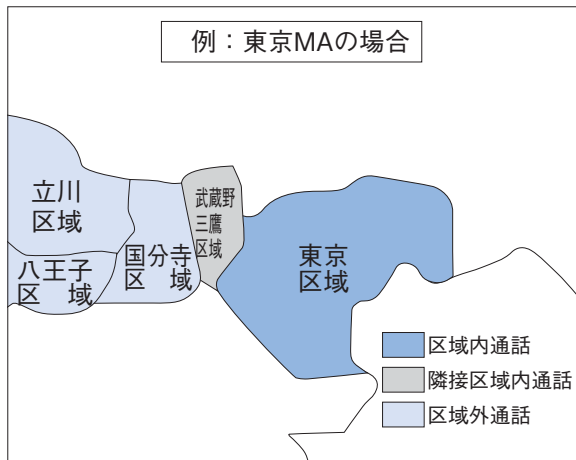 例：東京MAの場合
立川
区域
武蔵野
三鷹
区域
八王子
区域
国分寺
区域
東京
区域
区域内通話
隣接区域内通話
区域外通話